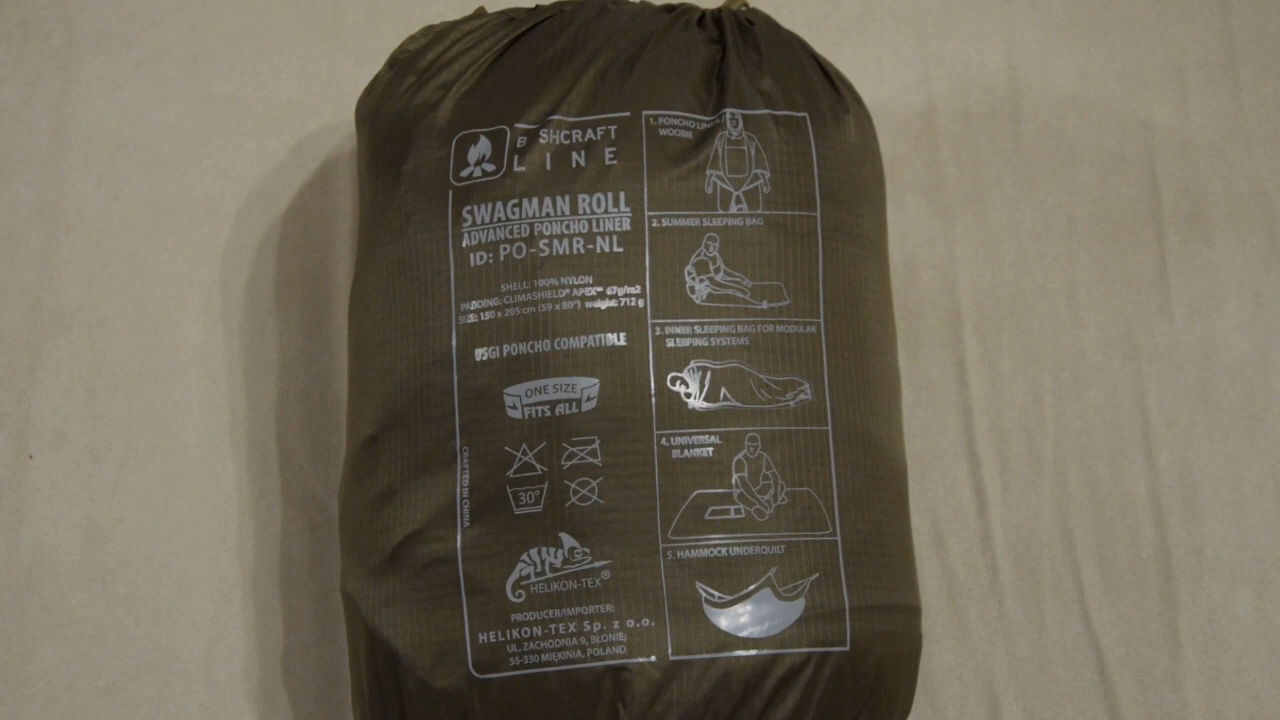 B SHCRAFT
LINE
SWAGMAN ROLL
ADVANCED PONCHO LINER
ID: PO-SMR-NL
SHELL: 100% NYLON
PADDING: CLIMASHIELD® APEX™ 67g/m2
SIZE: 150 x 205 cm (59 x 80") weight: 712 g
USGI PONCHO COMPATIBLE
ONE SIZE
FITS ALL
30°
CRAFTED IN CHINA
HELIKON-TEX®
PRODUCER/IMPORTER:
HELIKON-TEX Sp. z o.o.
UL. ZACHODNIA 9, BŁONIE;
55-330 MIĘKINIA, POLAND
1. PONCHO LINER/
WOOBIE
2. SUMMER SLEEPING BAG
3. INNER SLEEPING BAG FOR MODULAR
SLEEPING SYSTEMS
4. UNIVERSAL
BLANKET
5. HAMMOCK UNDERQUILT